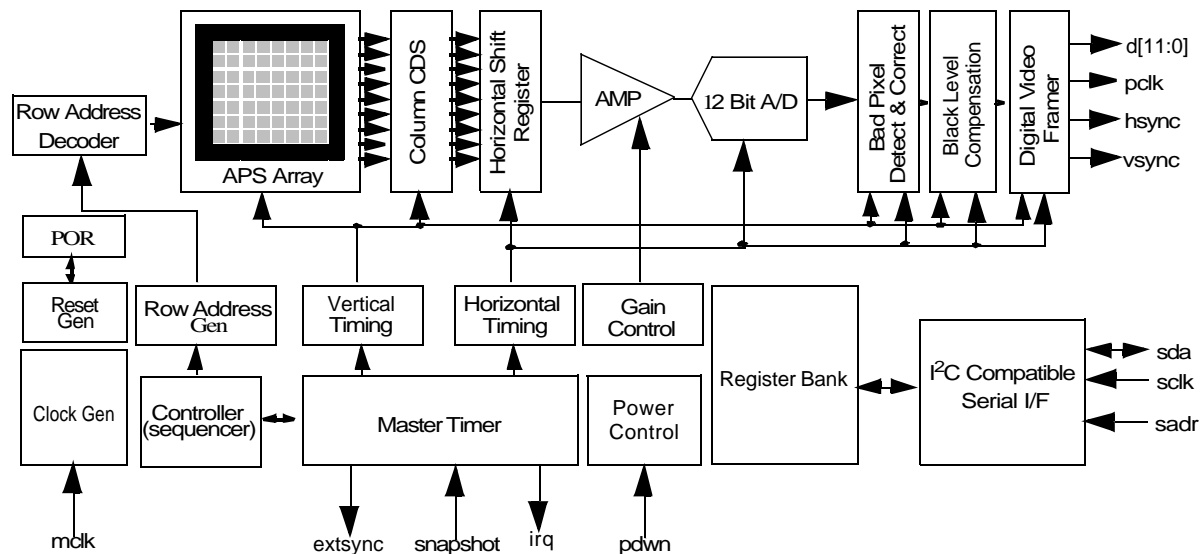 Row Address
Decoder
APS Array
Column CDS
Horizontal Shift
Register
AMP
12 Bit A/D
Bad Pixel
Detect & Correct
Black Level
Compensation
Digital Video
Framer
d[11:0]
pclk
hsync
vsync
POR
Reset
Gen
Row Address
Gen
Vertical
Timing
Horizontal
Timing
Gain
Control
Register Bank
I²C Compatible
Serial I/F
sda
sclk
sadr
Clock Gen
Controller
(sequencer)
Master Timer
Power
Control
mclk
extsync
snapshot
irq
pdwn